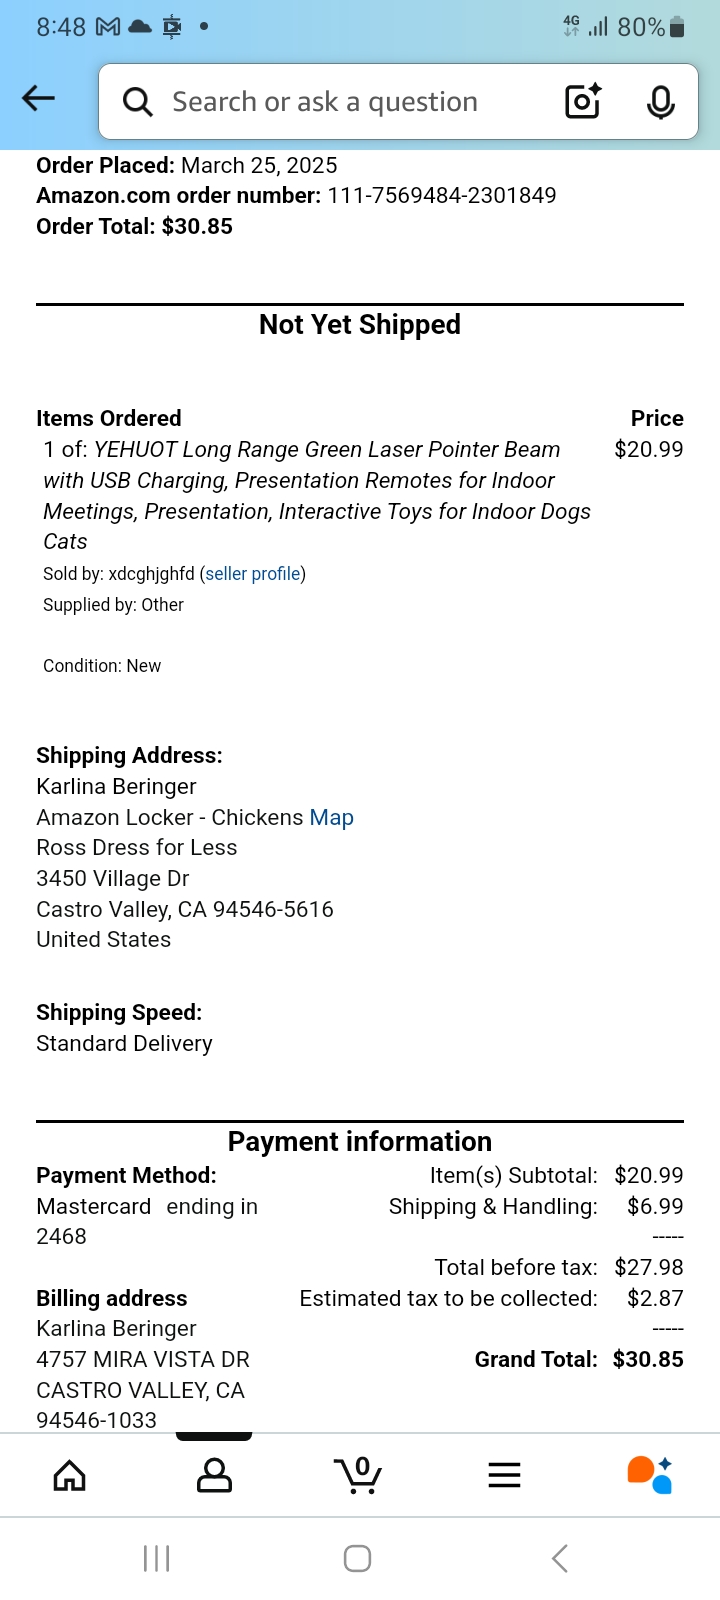 8:48
4G
80%
Search or ask a question
Order Placed: March 25, 2025
Amazon.com order number: 111-7569484-2301849
Order Total: $30.85
Not Yet Shipped
Items Ordered Price
1 of: YEHUOT Long Range Green Laser Pointer Beam $20.99
with USB Charging, Presentation Remotes for Indoor
Meetings, Presentation, Interactive Toys for Indoor Dogs
Cats
Sold by: xdcghjghfd (seller profile)
Supplied by: Other
Condition: New
Shipping Address:
Karlina Beringer
Amazon Locker - Chickens Map
Ross Dress for Less
3450 Village Dr
Castro Valley, CA 94546-5616
United States
Shipping Speed:
Standard Delivery
Payment information
Payment Method: Item(s) Subtotal: $20.99
Mastercard ending in Shipping & Handling: $6.99
2468 -----
Total before tax: $27.98
Billing address Estimated tax to be collected: $2.87
Karlina Beringer -----
4757 MIRA VISTA DR Grand Total: $30.85
CASTRO VALLEY, CA
94546-1033
0